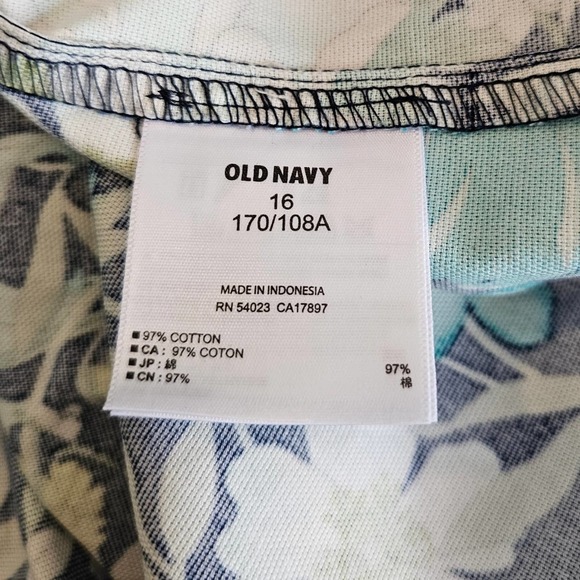 OLD NAVY
16
170/108A
MADE IN INDONESIA
RN 54023 CA17897
■ 97% COTTON
■ CA : 97% COTON
■ JP : 綿 97%
■ CN : 97% 棉